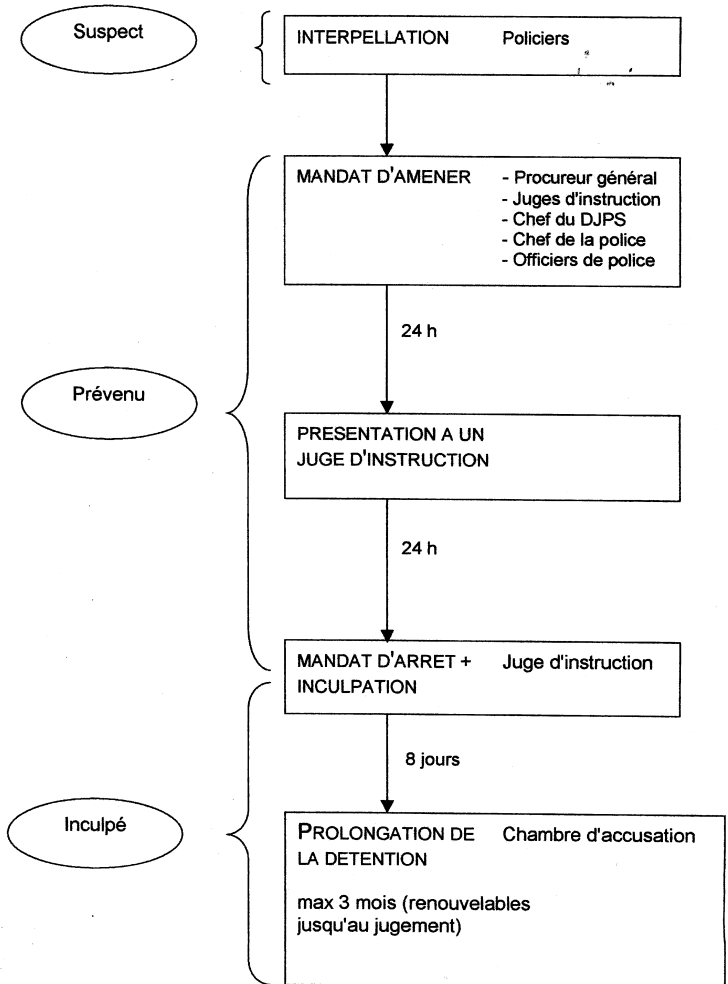 Suspect
INTERPELLATION Policiers
MANDAT D'AMENER - Procureur général
- Juges d'instruction
- Chef du DJPS
- Chef de la police
- Officiers de police
24 h
Prévenu
PRESENTATION A UN
JUGE D'INSTRUCTION
24 h
MANDAT D'ARRET + Juge d'instruction
INCULPATION
8 jours
Inculpé
PROLONGATION DE Chambre d'accusation
LA DETENTION
max 3 mois (renouvelables
jusqu'au jugement)